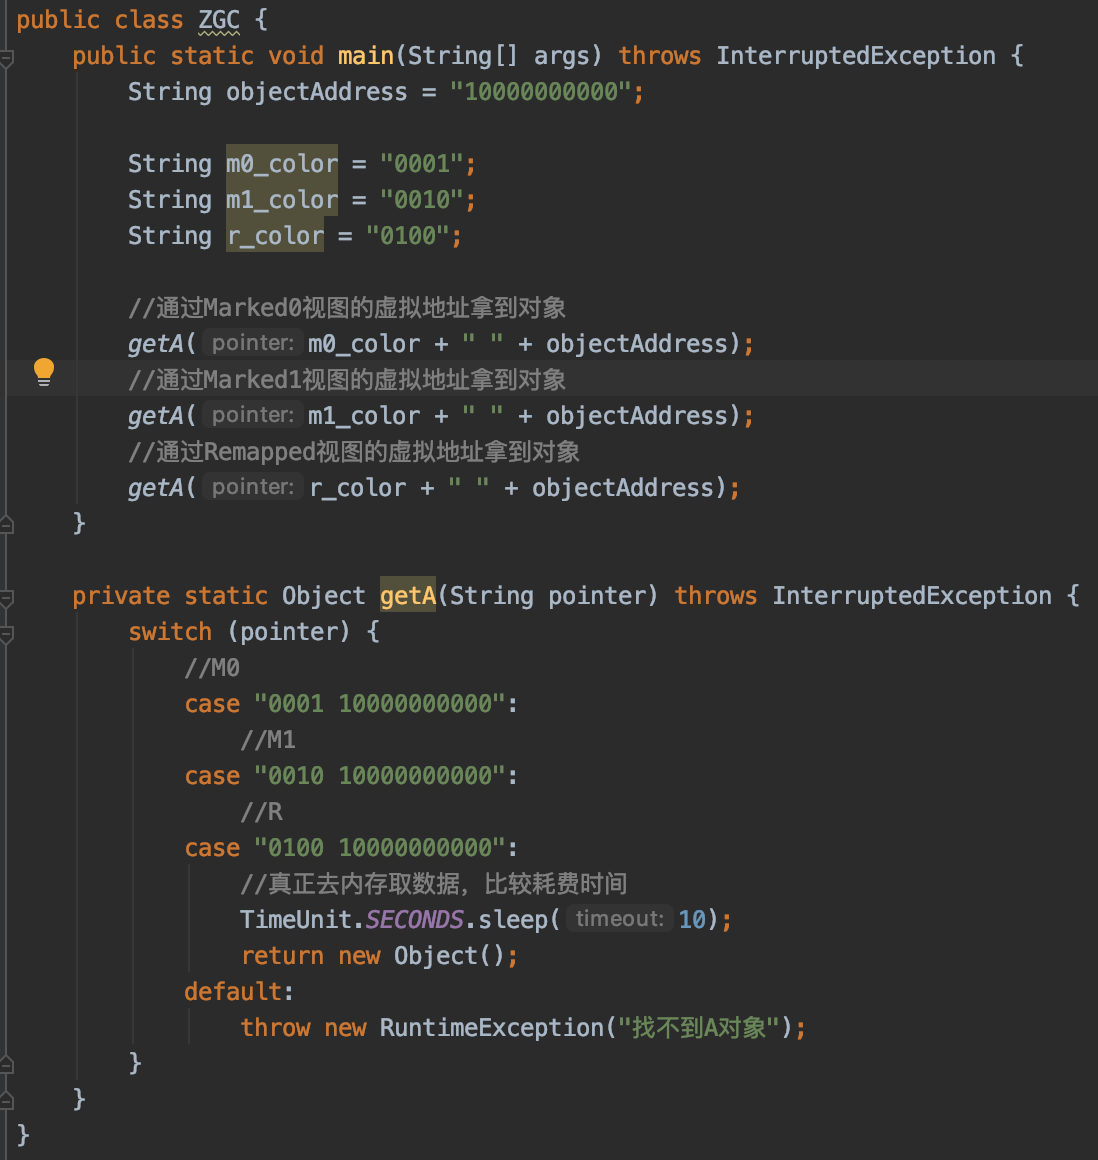 public class ZGC {
public static void main(String[] args) throws InterruptedException {
String objectAddress = "10000000000";
String m0_color = "0001";
String m1_color = "0010";
String r_color = "0100";
//通过Marked0视图的虚拟地址拿到对象
getA( pointer: m0_color + " " + objectAddress);
//通过Marked1视图的虚拟地址拿到对象
getA( pointer: m1_color + " " + objectAddress);
//通过Remapped视图的虚拟地址拿到对象
getA( pointer: r_color + " " + objectAddress);
}
private static Object getA(String pointer) throws InterruptedException {
switch (pointer) {
//M0
case "0001 10000000000":
//M1
case "0010 10000000000":
//R
case "0100 10000000000":
//真正去内存取数据，比较耗费时间
TimeUnit.SECONDS.sleep( timeout: 10);
return new Object();
default:
throw new RuntimeException("找不到A对象");
}
}
}